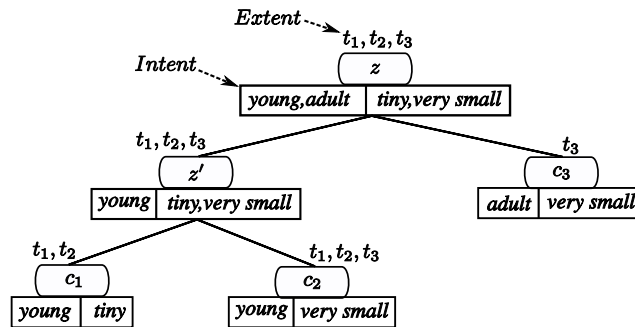 Extent
t₁, t₂, t₃
Intent
z
young,adult tiny,very small
t₁, t₂, t₃
t₃
z′
c₃
young tiny,very small
adult very small
t₁, t₂
t₁, t₂, t₃
c₁
c₂
young tiny
young very small